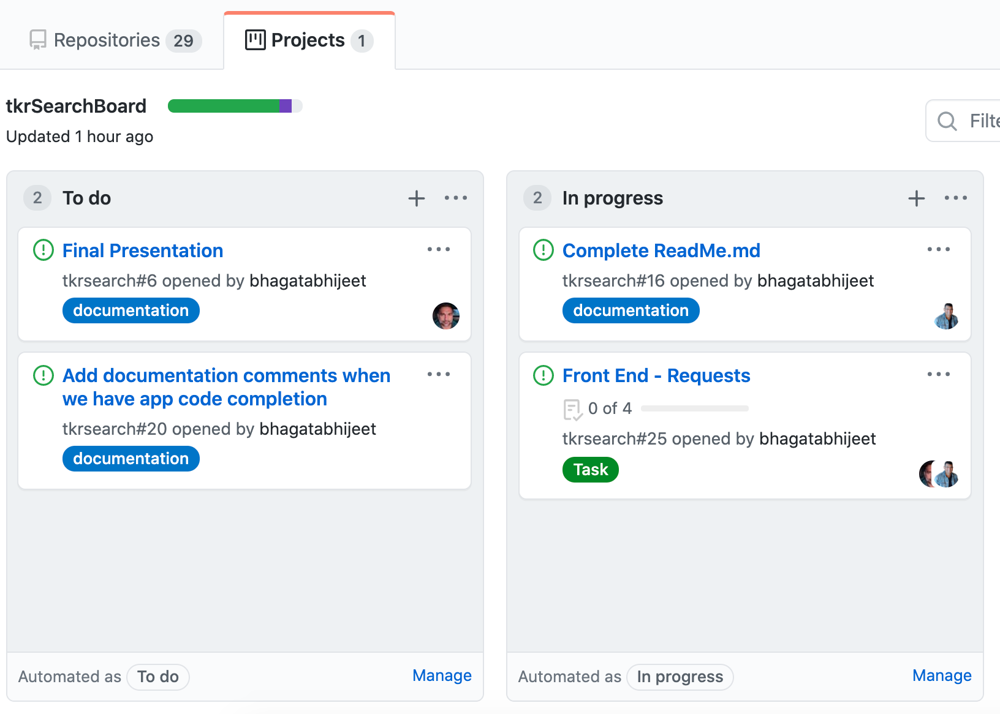 Repositories 29
Projects 1
tkrSearchBoard
Updated 1 hour ago
2 To do
Final Presentation
tkrsearch#6 opened by bhagatabhijeet
documentation
Add documentation comments when
we have app code completion
tkrsearch#20 opened by bhagatabhijeet
documentation
Automated as To do
Manage
2 In progress
Complete ReadMe.md
tkrsearch#16 opened by bhagatabhijeet
documentation
Front End - Requests
0 of 4
tkrsearch#25 opened by bhagatabhijeet
Task
Automated as In progress
Manage